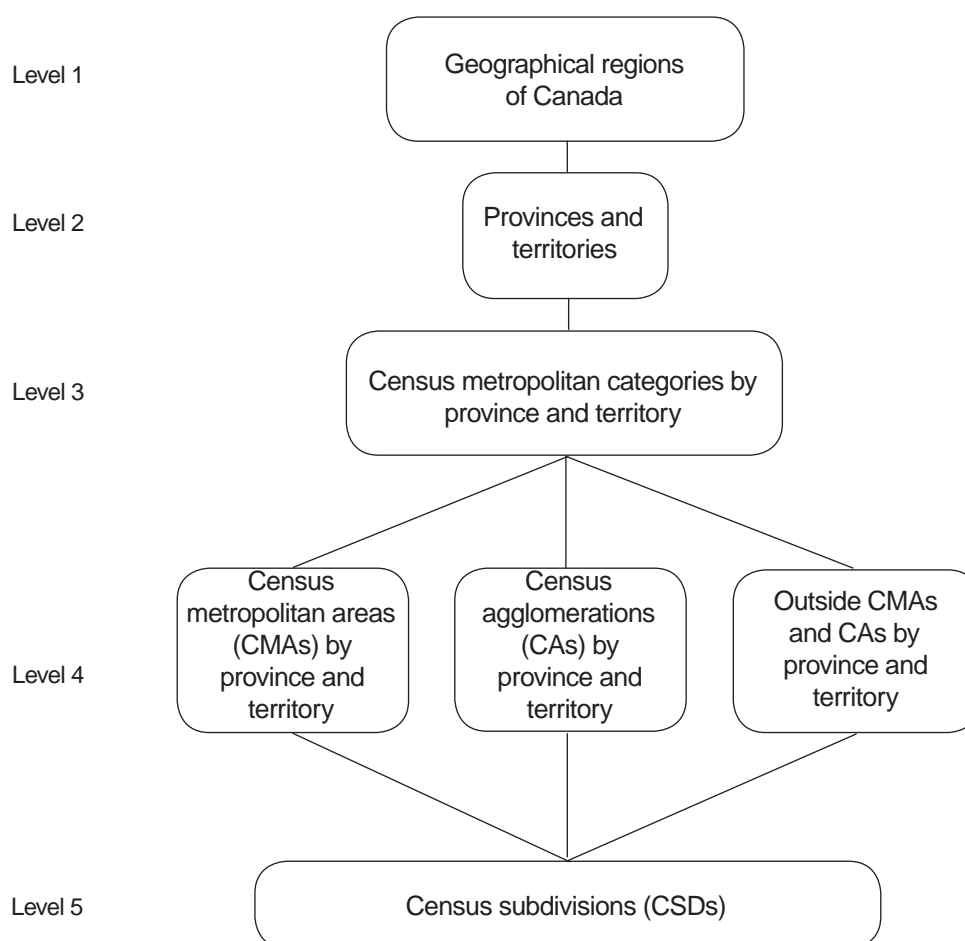 Level 1
Geographical regions
of Canada
Level 2
Provinces and
territories
Level 3
Census metropolitan categories by
province and territory
Level 4
Census
metropolitan areas
(CMAs) by
province and
territory
Census
agglomerations
(CAs) by
province and
territory
Outside CMAs
and CAs by
province and
territory
Level 5
Census subdivisions (CSDs)